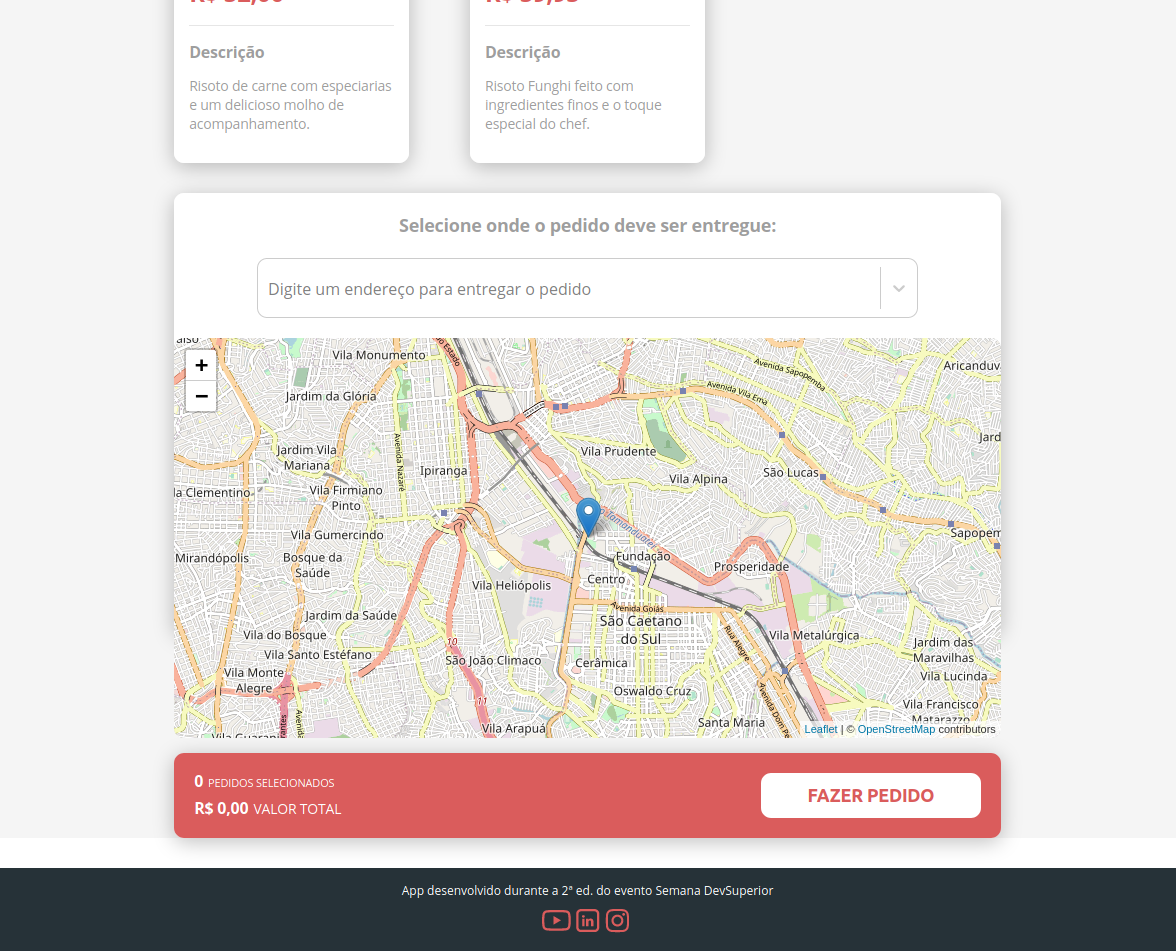 Descrição
Risoto de carne com especiarias
e um delicioso molho de
acompanhamento.
Descrição
Risoto Funghi feito com
ingredientes finos e o toque
especial do chef.
Selecione onde o pedido deve ser entregue:
Digite um endereço para entregar o pedido
+
−
Vila Monumento
Jardim da Glória
Avenida Sapopemba
Avenida Vila Ema
Jardim Vila
Mariana
Avenida Nazaré
Ipiranga
Vila Prudente
Vila Alpina
São Lucas
Vila Firmiano
Pinto
Vila Gumercindo
Mirandópolis
Bosque da
Saúde
Vila Heliópolis
Fundação
Centro
Prosperidade
Avenida Goiás
São Caetano
do Sul
Rua Alegre
Vila Metalúrgica
Jardim da Saúde
Vila do Bosque
Vila Santo Estéfano
10
São João Climaco
Cerâmica
Jardim das
Maravilhas
Vila Lucinda
Vila Monte
Alegre
11
Oswaldo Cruz
Vila Francisco
Matarazzo
Vila Arapuá
Santa Maria
Leaflet | © OpenStreetMap contributors
0 PEDIDOS SELECIONADOS
R$ 0,00 VALOR TOTAL
FAZER PEDIDO
App desenvolvido durante a 2ª ed. do evento Semana DevSuperior
in